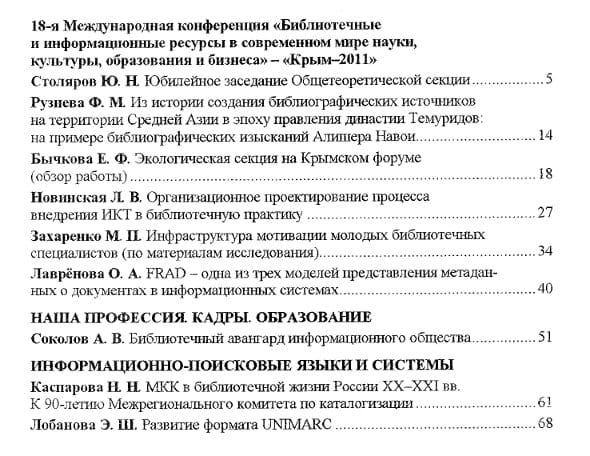 18-я Международная конференция «Библиотечные
и информационные ресурсы в современном мире науки,
культуры, образования и бизнеса» – «Крым–2011»
Столяров Ю. Н. Юбилейное заседание Общетеоретической секции.....5
Рузиева Ф. М. Из истории создания библиографических источников
на территории Средней Азии в эпоху правления династии Темуридов:
на примере библиографических изысканий Алишера Навои.....14
Бычкова Е. Ф. Экологическая секция на Крымском форуме
(обзор работы).....18
Новинская Л. В. Организационное проектирование процесса
внедрения ИКТ в библиотечную практику.....27
Захаренко М. П. Инфраструктура мотивации молодых библиотечных
специалистов (по материалам исследования).....34
Лаврёнова О. А. FRAD – одна из трех моделей представления метадан-
ных о документах в информационных системах.....40
НАША ПРОФЕССИЯ. КАДРЫ. ОБРАЗОВАНИЕ
Соколов А. В. Библиотечный авангард информационного общества.....51
ИНФОРМАЦИОННО-ПОИСКОВЫЕ ЯЗЫКИ И СИСТЕМЫ
Каспарова Н. Н. МКК в библиотечной жизни России XX–XXI вв.
К 90-летию Межрегионального комитета по каталогизации.....61
Лобанова Э. Ш. Развитие формата UNIMARC.....68